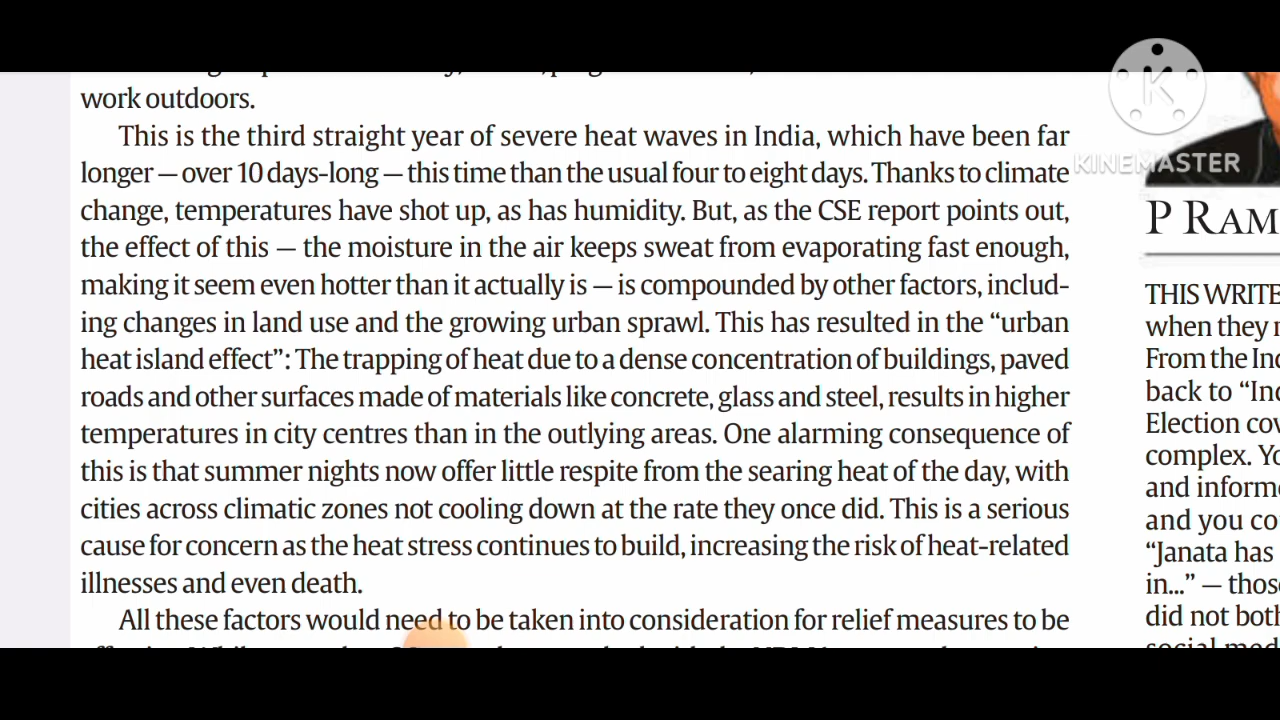 work outdoors.
This is the third straight year of severe heat waves in India, which have been far
longer — over 10 days-long — this time than the usual four to eight days. Thanks to climate
change, temperatures have shot up, as has humidity. But, as the CSE report points out,
the effect of this — the moisture in the air keeps sweat from evaporating fast enough,
making it seem even hotter than it actually is — is compounded by other factors, includ-
ing changes in land use and the growing urban sprawl. This has resulted in the “urban
heat island effect”: The trapping of heat due to a dense concentration of buildings, paved
roads and other surfaces made of materials like concrete, glass and steel, results in higher
temperatures in city centres than in the outlying areas. One alarming consequence of
this is that summer nights now offer little respite from the searing heat of the day, with
cities across climatic zones not cooling down at the rate they once did. This is a serious
cause for concern as the heat stress continues to build, increasing the risk of heat-related
illnesses and even death.
All these factors would need to be taken into consideration for relief measures to be
KINEMASTER
P RAM
THIS WRITE
when they
From the
back to “
Election
complex.
and
and you
“Janata has
in...” —
did not